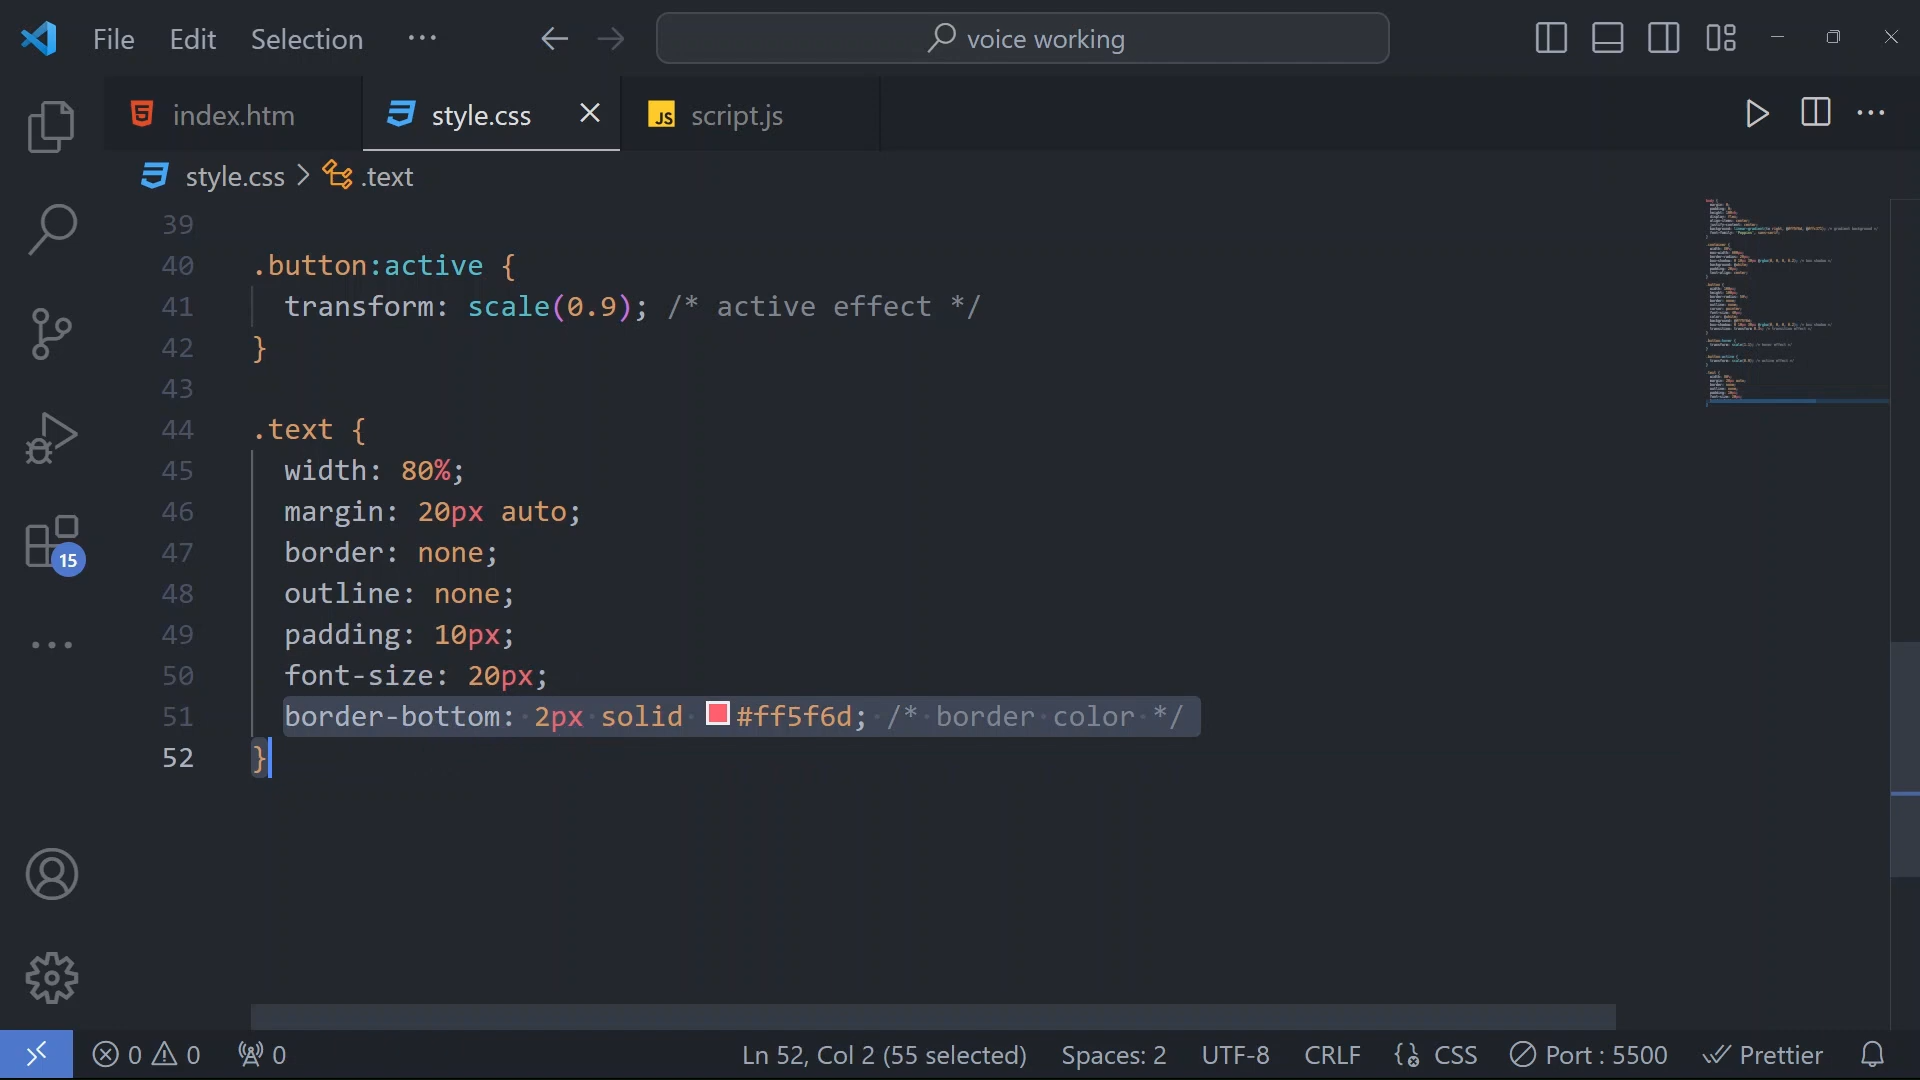 File Edit Selection ··· voice working
index.htm style.css script.js
style.css > .text
39
40 .button:active {
41 transform: scale(0.9); /* active effect */
42 }
43
44 .text {
45 width: 80%;
46 margin: 20px auto;
47 border: none;
48 outline: none;
49 padding: 10px;
50 font-size: 20px;
51 border-bottom: 2px solid #ff5f6d; /* border color */
52 }
15
0 0 0 Ln 52, Col 2 (55 selected) Spaces: 2 UTF-8 CRLF CSS Port : 5500 Prettier